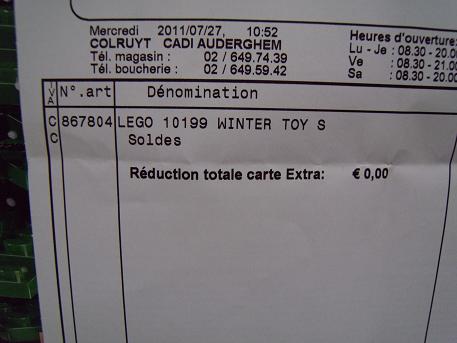 Mercredi 2011/07/27, 10:52
COLRUYT CADI AUDERGHEM
Tél. magasin : 02 / 649.74.39
Tél. boucherie : 02 / 649.59.42
Heures d'ouverture:
Lu - Je : 08.30 - 20.00
Ve : 08.30 - 21.00
Sa : 08.30 - 20.00
VA N°.art Dénomination
C 867804 LEGO 10199 WINTER TOY S
C Soldes
Réduction totale carte Extra: € 0,00